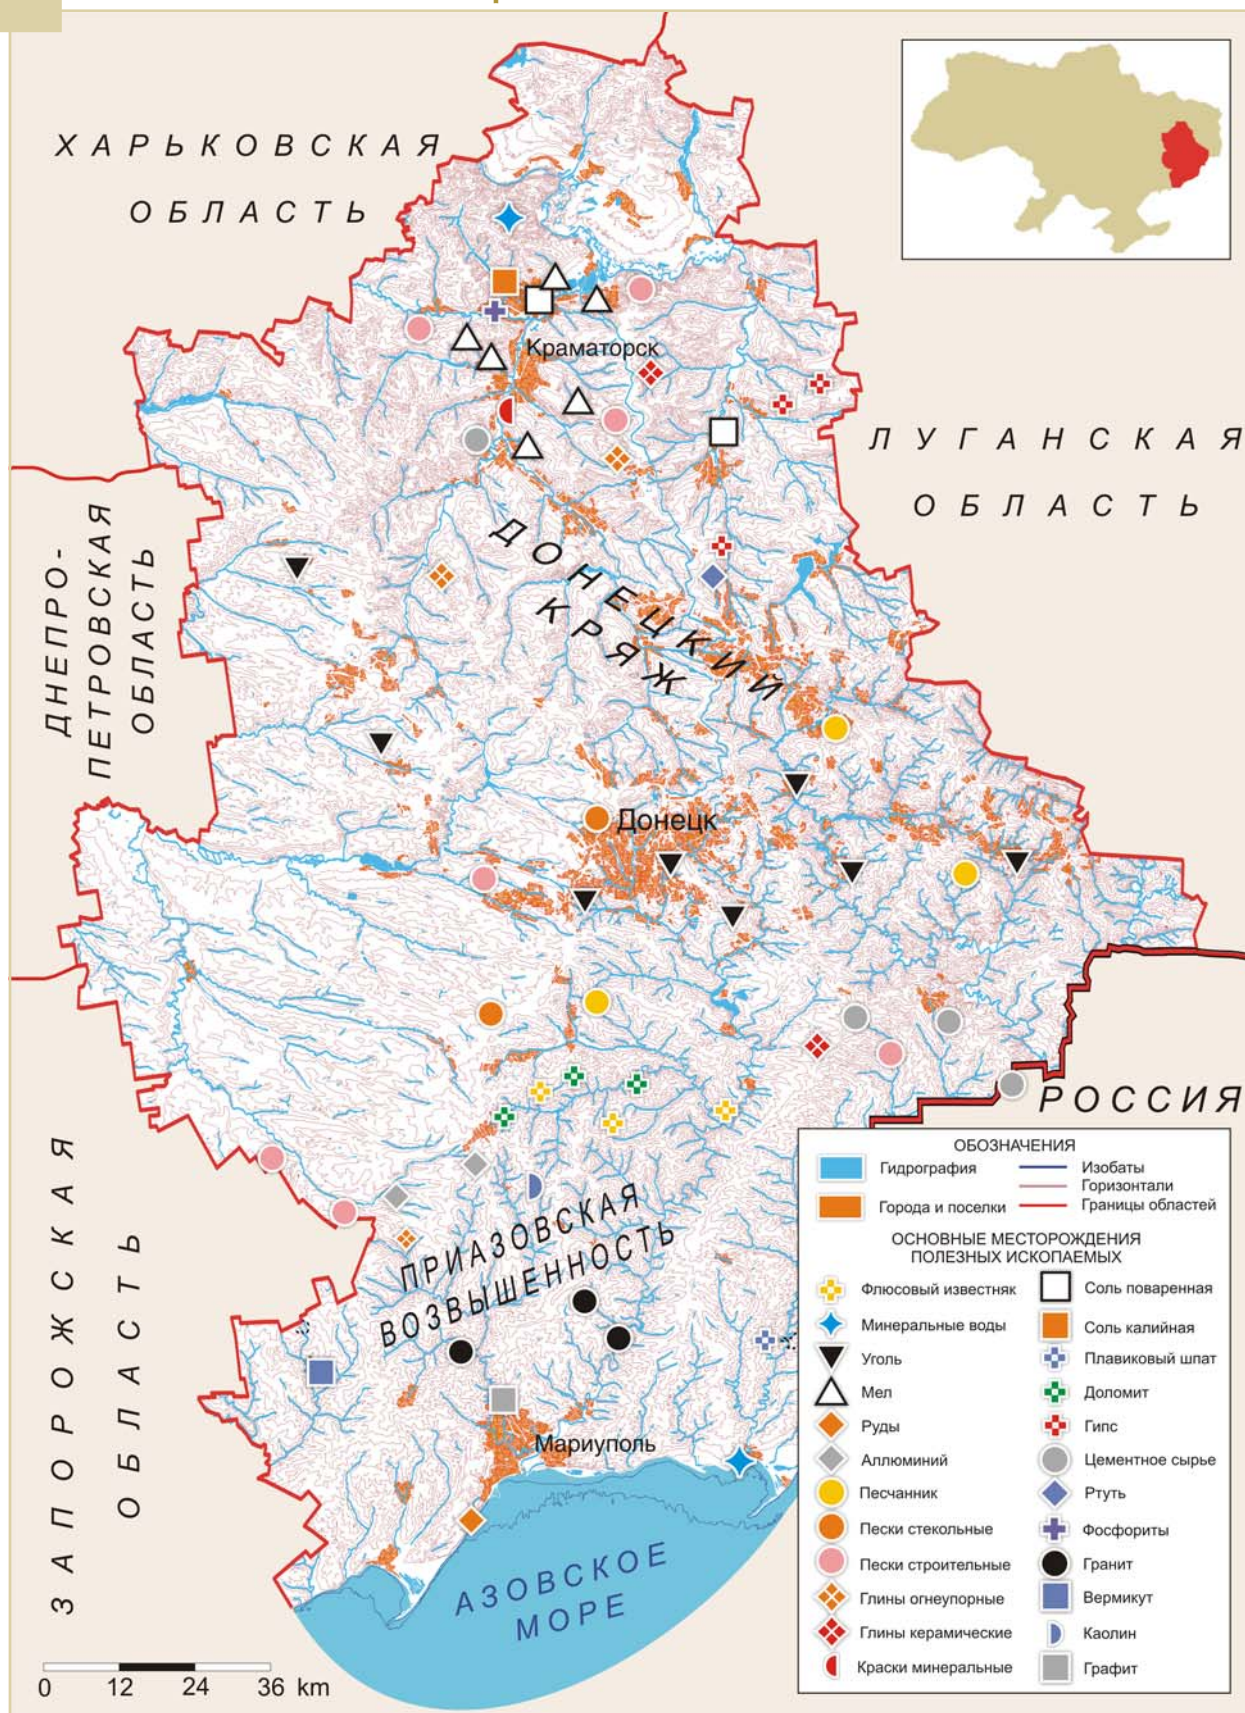 ХАРЬКОВСКАЯ
ОБЛАСТЬ
Краматорск
ЛУГАНСКАЯ
ОБЛАСТЬ
ДНЕПРО-
ПЕТРОВСКАЯ
ОБЛАСТЬ
ДОНЕЦКИЙ
КРЯЖ
Донецк
РОССИЯ
ЗАПОРОЖСКАЯ
ОБЛАСТЬ
ПРИАЗОВСКАЯ
ВОЗВЫШЕННОСТЬ
Мариуполь
АЗОВСКОЕ
МОРЕ
0 12 24 36 km
ОБОЗНАЧЕНИЯ
Гидрография
Изобаты
Горизонтали
Города и поселки
Границы областей
ОСНОВНЫЕ МЕСТОРОЖДЕНИЯ
ПОЛЕЗНЫХ ИСКОПАЕМЫХ
Флюсовый известняк
Соль поваренная
Минеральные воды
Соль калийная
Уголь
Плавиковый шпат
Мел
Доломит
Руды
Гипс
Аллюминий
Цементное сырье
Песчанник
Ртуть
Пески стекольные
Фосфориты
Пески строительные
Гранит
Глины огнеупорные
Вермикут
Глины керамические
Каолин
Краски минеральные
Графит